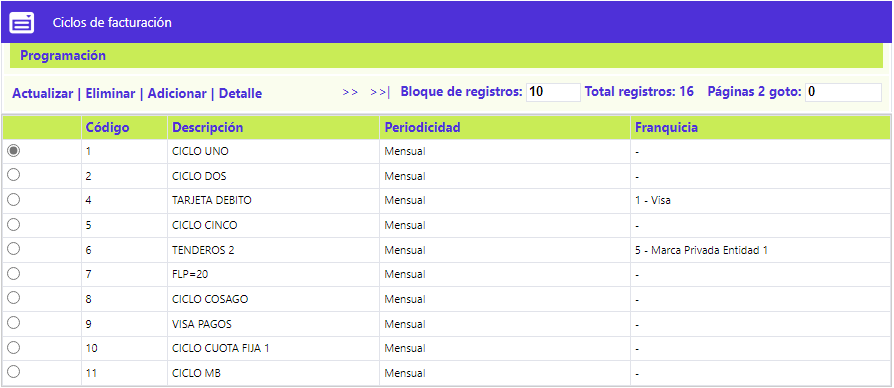 Ciclos de facturación
Programación
Actualizar | Eliminar | Adicionar | Detalle >> >>| Bloque de registros: 10 Total registros: 16 Páginas 2 goto: 0
Código Descripción Periodicidad Franquicia
1 CICLO UNO Mensual -
2 CICLO DOS Mensual -
4 TARJETA DEBITO Mensual 1 - Visa
5 CICLO CINCO Mensual -
6 TENDEROS 2 Mensual 5 - Marca Privada Entidad 1
7 FLP=20 Mensual -
8 CICLO COSAGO Mensual -
9 VISA PAGOS Mensual -
10 CICLO CUOTA FIJA 1 Mensual -
11 CICLO MB Mensual -